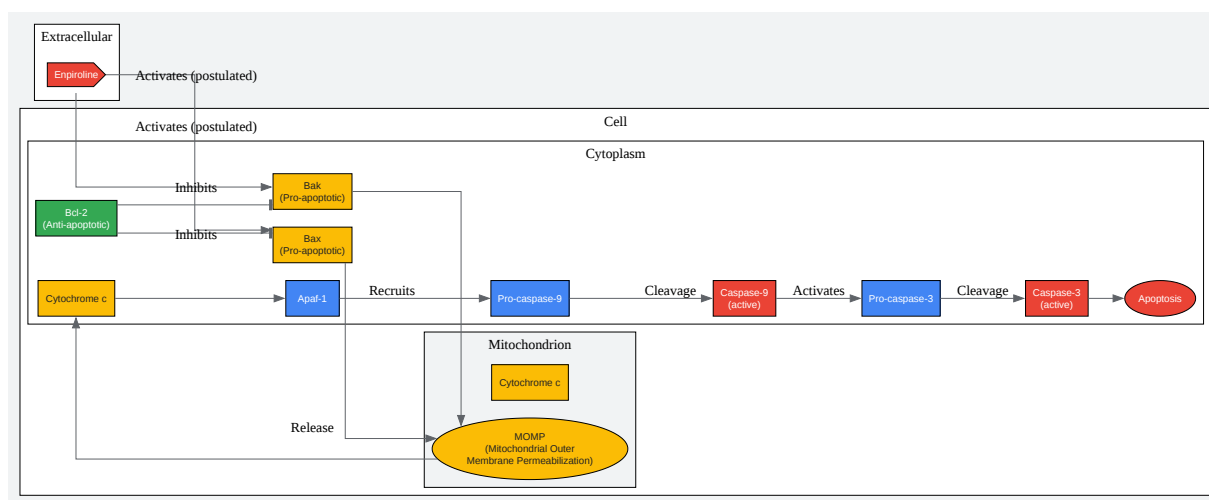 Extracellular
Enpiroline
Activates (postulated)
Activates (postulated)
Cell
Cytoplasm
Inhibits
Bak
(Pro-apoptotic)
Bcl-2
(Anti-apoptotic)
Inhibits
Bax
(Pro-apoptotic)
Cytochrome c
Apaf-1
Recruits
Pro-caspase-9
Cleavage
Caspase-9
(active)
Activates
Pro-caspase-3
Cleavage
Caspase-3
(active)
Apoptosis
Mitochondrion
Cytochrome c
Release
MOMP
(Mitochondrial Outer
Membrane Permeabilization)